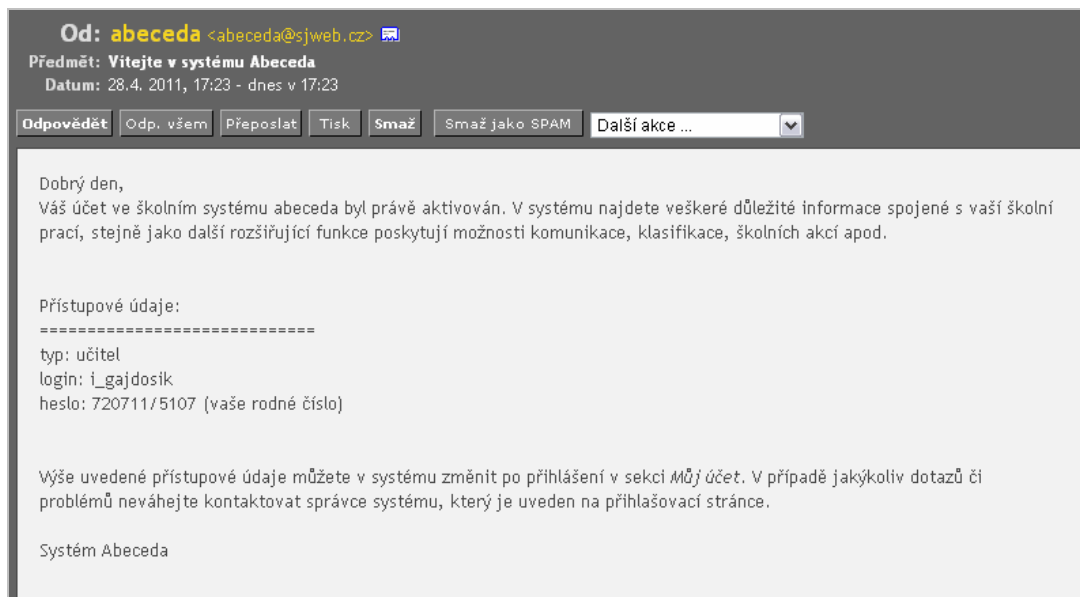 Od: abeceda <abeceda@sjweb.cz>
Předmět: Vítejte v systému Abeceda
Datum: 28.4. 2011, 17:23 - dnes v 17:23
Odpovědět Odp. všem Přeposlat Tisk Smaž Smaž jako SPAM Další akce ...
Dobrý den,
Váš účet ve školním systému abeceda byl právě aktivován. V systému najdete veškeré důležité informace spojené s vaší školní
prací, stejně jako další rozšiřující funkce poskytují možnosti komunikace, klasifikace, školních akcí apod.
Přístupové údaje:
=============================
typ: učitel
login: i_gajdosik
heslo: 720711/5107 (vaše rodné číslo)
Výše uvedené přístupové údaje můžete v systému změnit po přihlášení v sekci Můj účet. V případě jakýkoliv dotazů či
problémů neváhejte kontaktovat správce systému, který je uveden na přihlašovací stránce.
Systém Abeceda